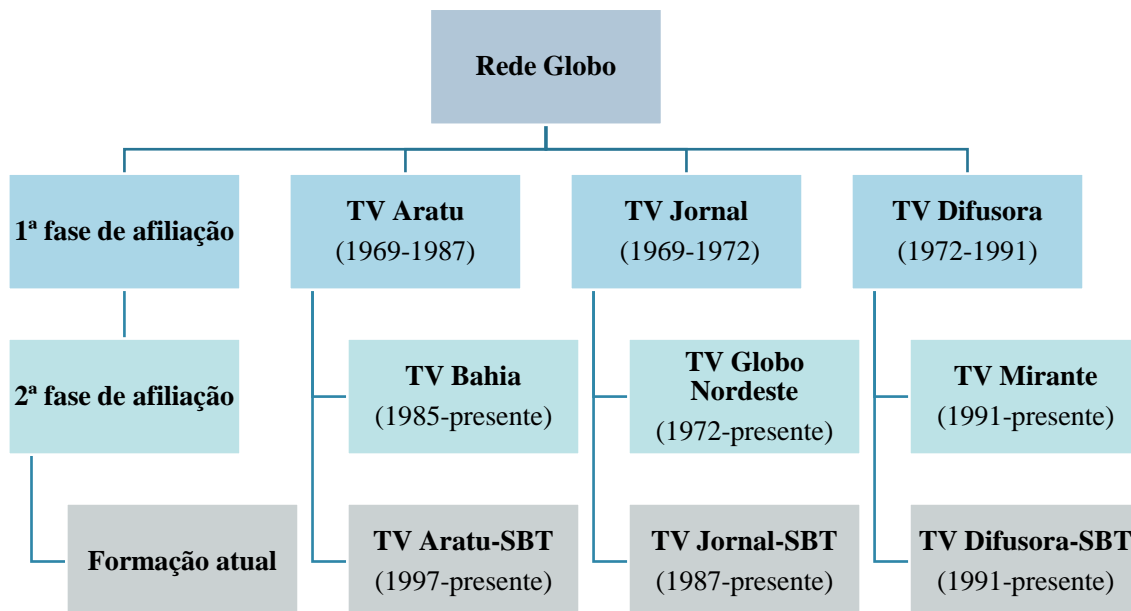 Rede Globo
1ª fase de afiliação
TV Aratu
(1969-1987)
TV Jornal
(1969-1972)
TV Difusora
(1972-1991)
2ª fase de afiliação
TV Bahia
(1985-presente)
TV Globo
Nordeste
(1972-presente)
TV Mirante
(1991-presente)
Formação atual
TV Aratu-SBT
(1997-presente)
TV Jornal-SBT
(1987-presente)
TV Difusora-SBT
(1991-presente)